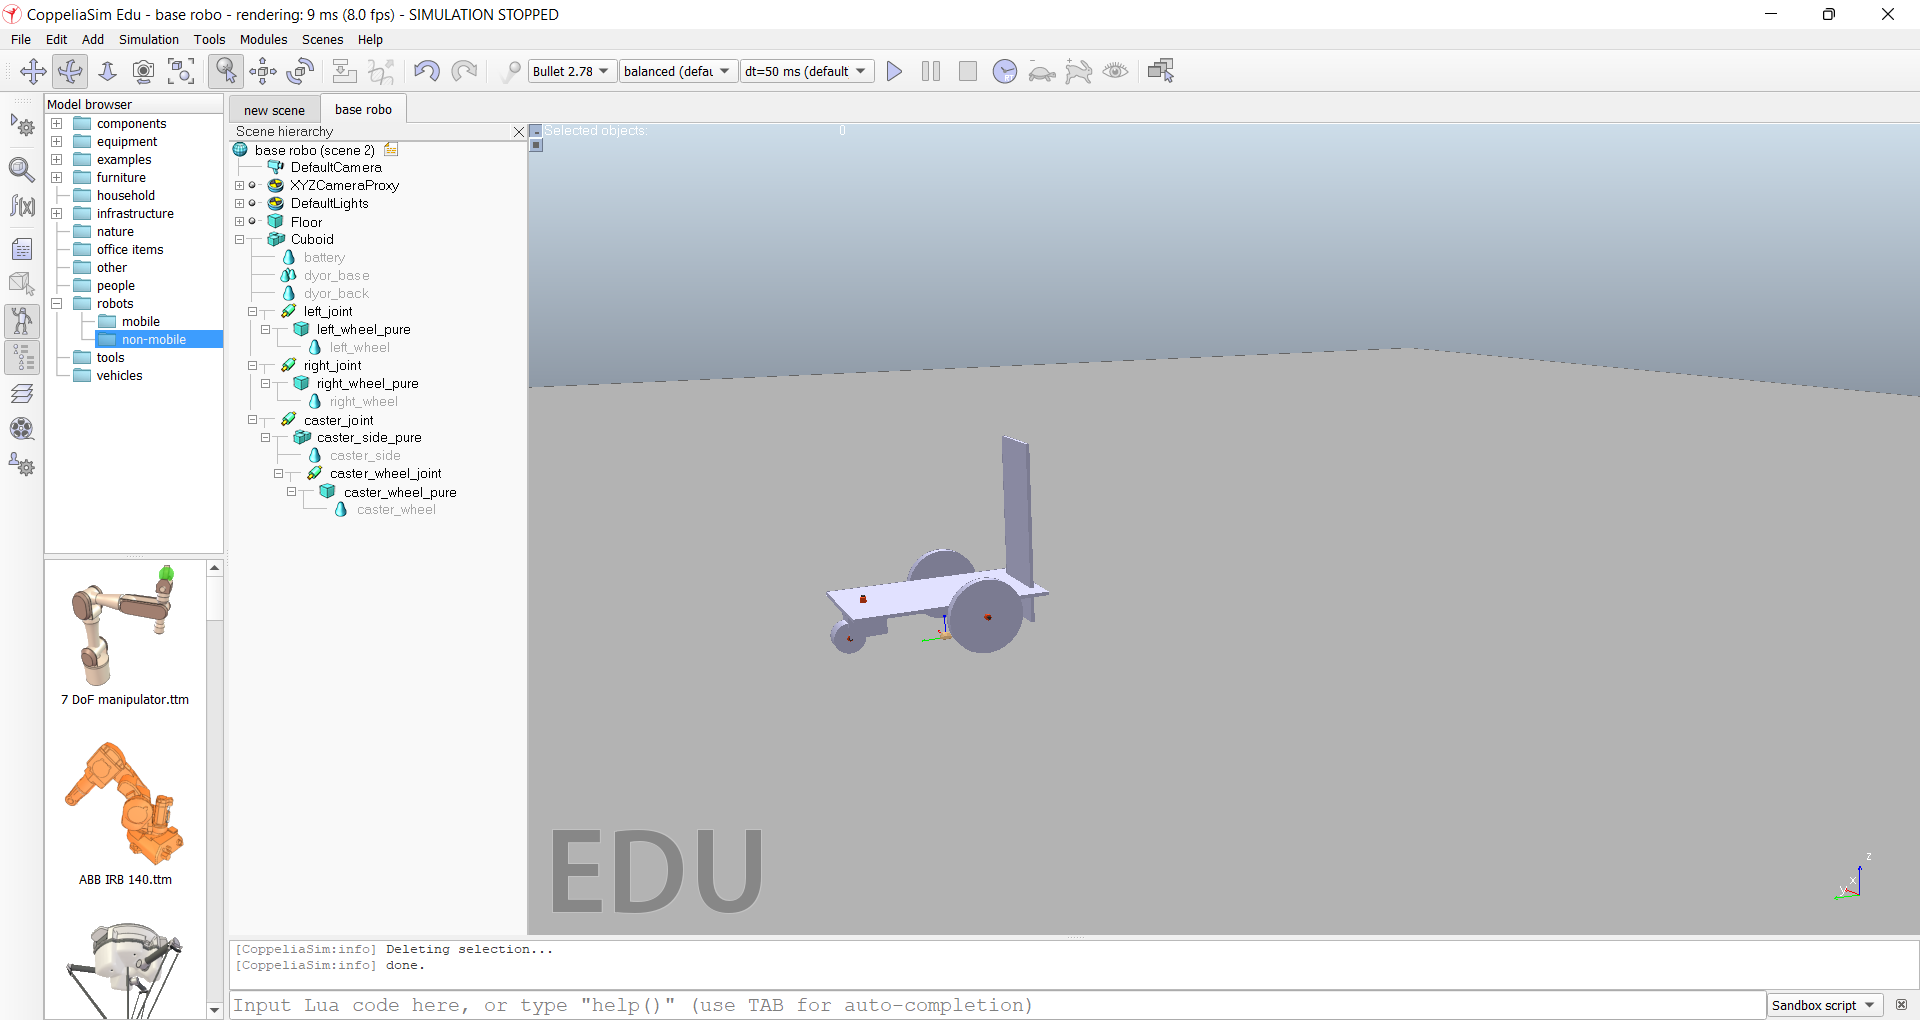 CoppeliaSim Edu - base robo - rendering: 9 ms (8.0 fps) - SIMULATION STOPPED
File Edit Add Simulation Tools Modules Scenes Help
Bullet 2.78 balanced (defau dt=50 ms (default
Model browser
components
equipment
examples
furniture
household
infrastructure
nature
office items
other
people
robots
mobile
non-mobile
tools
vehicles
7 DoF manipulator.ttm
ABB IRB 140.ttm
new scene base robo
Scene hierarchy
base robo (scene 2)
DefaultCamera
XYZCameraProxy
DefaultLights
Floor
Cuboid
battery
dyor_base
dyor_back
left_joint
left_wheel_pure
left_wheel
right_joint
right_wheel_pure
right_wheel
caster_joint
caster_side_pure
caster_side
caster_wheel_joint
caster_wheel_pure
caster_wheel
Selected objects: 0
EDU
z
x
y
[CoppeliaSim:info] Deleting selection...
[CoppeliaSim:info] done.
Input Lua code here, or type "help()" (use TAB for auto-completion)
Sandbox script